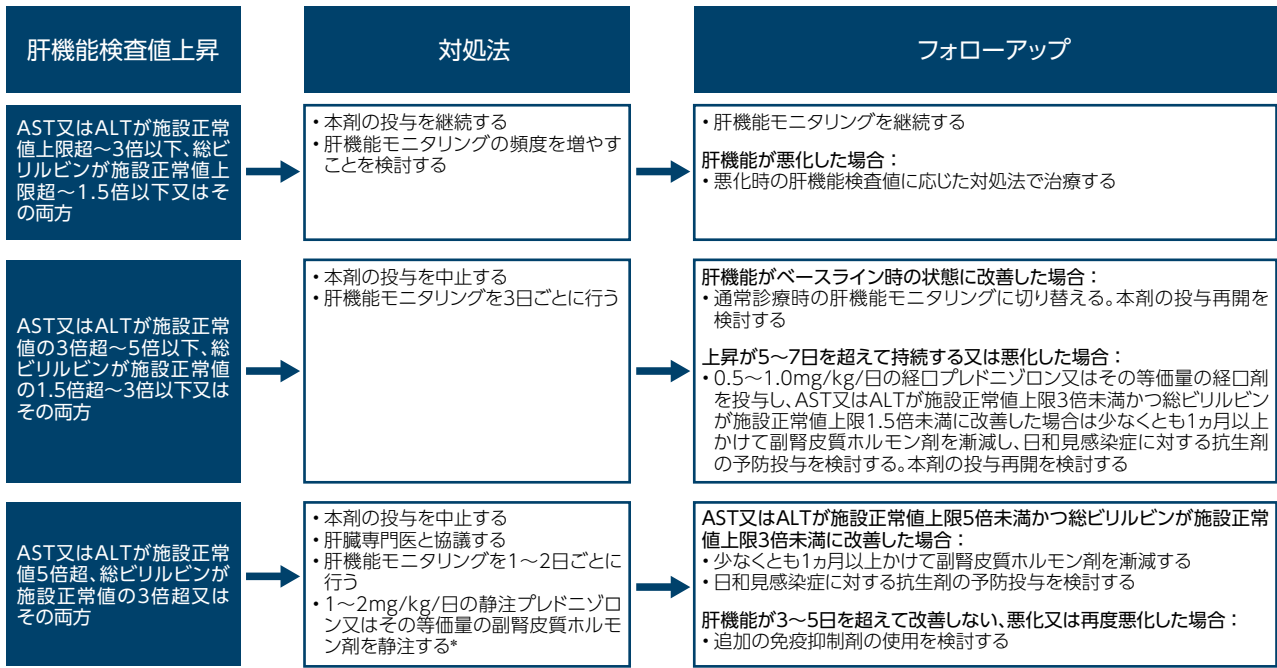 肝機能検査値上昇
対処法
フォローアップ
AST又はALTが施設正常
値上限超～3倍以下、総ビ
リルビンが施設正常値上
限超～1.5倍以下又はそ
の両方
・本剤の投与を継続する
・肝機能モニタリングの頻度を増やす
ことを検討する
・肝機能モニタリングを継続する
肝機能が悪化した場合：
・悪化時の肝機能検査値に応じた対処法で治療する
AST又はALTが施設正常
値の3倍超～5倍以下、総
ビリルビンが施設正常値
の1.5倍超～3倍以下又は
その両方
・本剤の投与を中止する
・肝機能モニタリングを3日ごとに行う
肝機能がベースライン時の状態に改善した場合：
・通常診療時の肝機能モニタリングに切り替える。本剤の投与再開を
検討する
上昇が5～7日を超えて持続する又は悪化した場合：
・0.5～1.0mg/kg/日の経口プレドニゾロン又はその等価量の経口剤
を投与し、AST又はALTが施設正常値上限3倍未満かつ総ビリルビン
が施設正常値上限1.5倍未満に改善した場合は少なくとも1ヵ月以上
かけて副腎皮質ホルモン剤を漸減し、日和見感染症に対する抗生剤
の予防投与を検討する。本剤の投与再開を検討する
AST又はALTが施設正常
値5倍超、総ビリルビンが
施設正常値の3倍超又は
その両方
・本剤の投与を中止する
・肝臓専門医と協議する
・肝機能モニタリングを1～2日ごとに
行う
・1～2mg/kg/日の静注プレドニゾロ
ン又はその等価量の副腎皮質ホルモ
ン剤を静注する*
AST又はALTが施設正常値上限5倍未満かつ総ビリルビンが施設正常
値上限3倍未満に改善した場合：
・少なくとも1ヵ月以上かけて副腎皮質ホルモン剤を漸減する
・日和見感染症に対する抗生剤の予防投与を検討する
肝機能が3～5日を超えて改善しない、悪化又は再度悪化した場合：
・追加の免疫抑制剤の使用を検討する